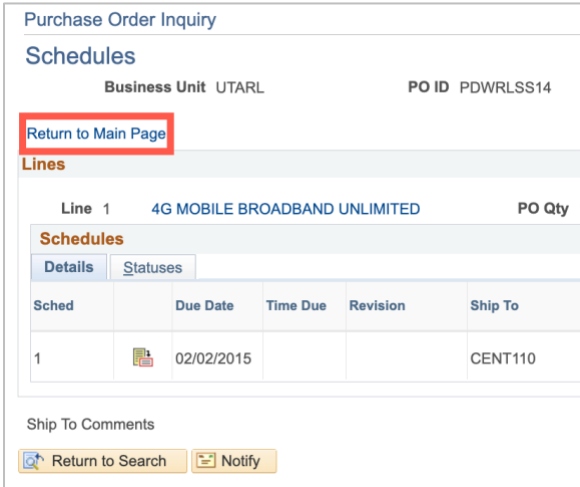 Purchase Order Inquiry
Schedules
Business Unit UTARL PO ID PDWRLSS14
Return to Main Page
Lines
Line 1 4G MOBILE BROADBAND UNLIMITED PO Qty
Schedules
Details Statuses
Sched Due Date Time Due Revision Ship To
1 02/02/2015 CENT110
Ship To Comments
Return to Search Notify